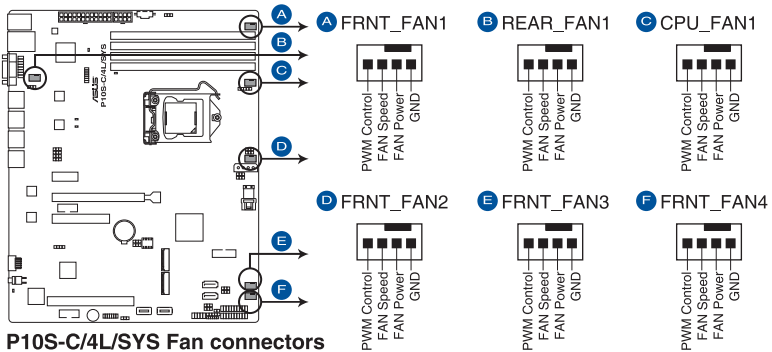 A
B
C
D
E
F
/SUS
P10S-C/4L/SYS
A FRNT_FAN1
PWM Control
FAN Speed
FAN Power
GND
B REAR_FAN1
PWM Control
FAN Speed
FAN Power
GND
C CPU_FAN1
PWM Control
FAN Speed
FAN Power
GND
D FRNT_FAN2
PWM Control
FAN Speed
FAN Power
GND
E FRNT_FAN3
PWM Control
FAN Speed
FAN Power
GND
F FRNT_FAN4
PWM Control
FAN Speed
FAN Power
GND
P10S-C/4L/SYS Fan connectors